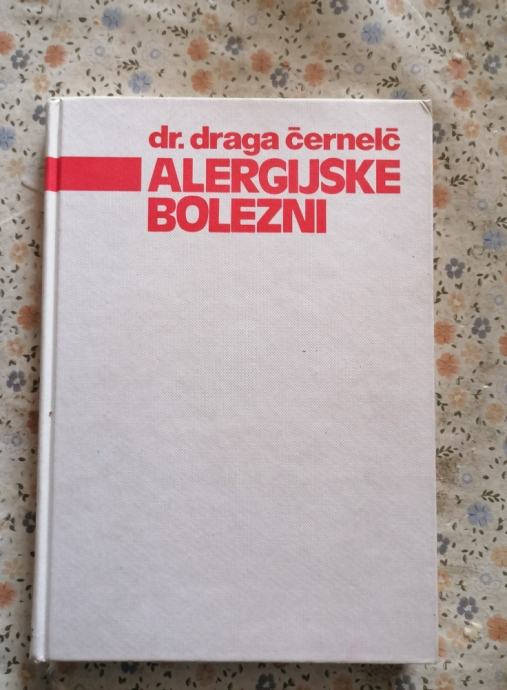 dr. draga černelč
ALERGIJSKE
BOLEZNI